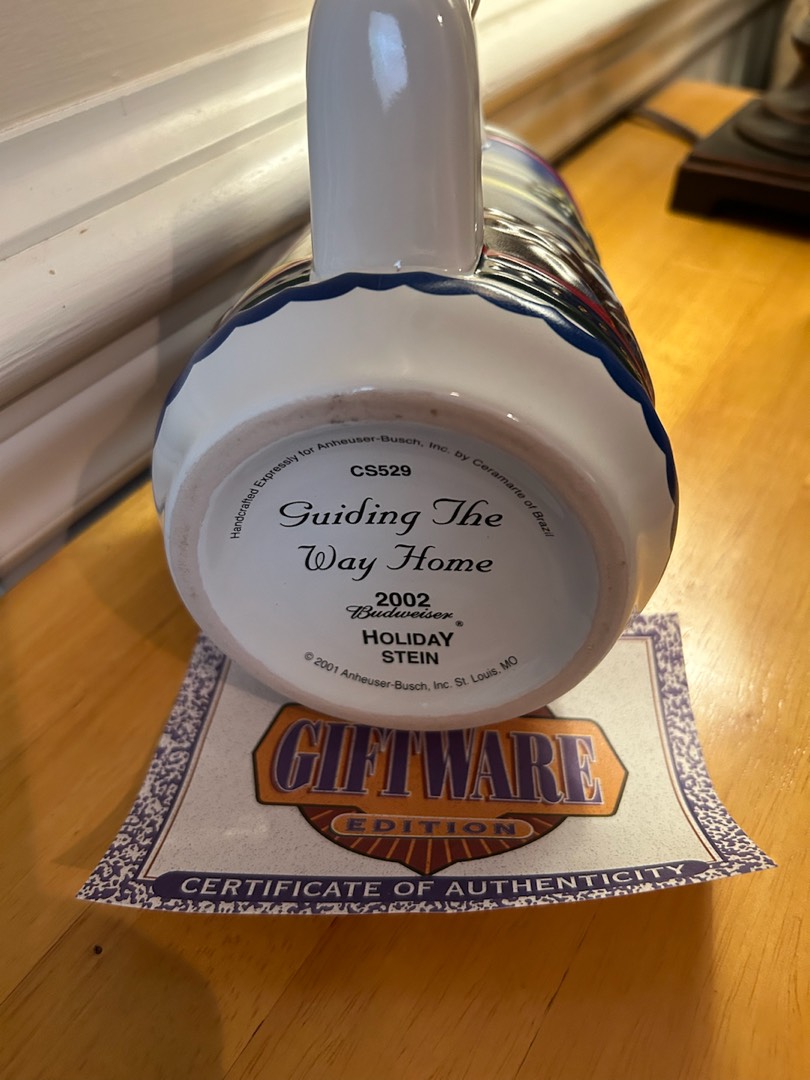 Handcrafted Expressly for Anheuser-Busch, Inc. by Ceramarte of Brazil
CS529
Guiding The
Way Home
2002
Budweiser®
HOLIDAY
STEIN
© 2001 Anheuser-Busch, Inc. St. Louis, MO
GIFTWARE
EDITION
CERTIFICATE OF AUTHENTICITY